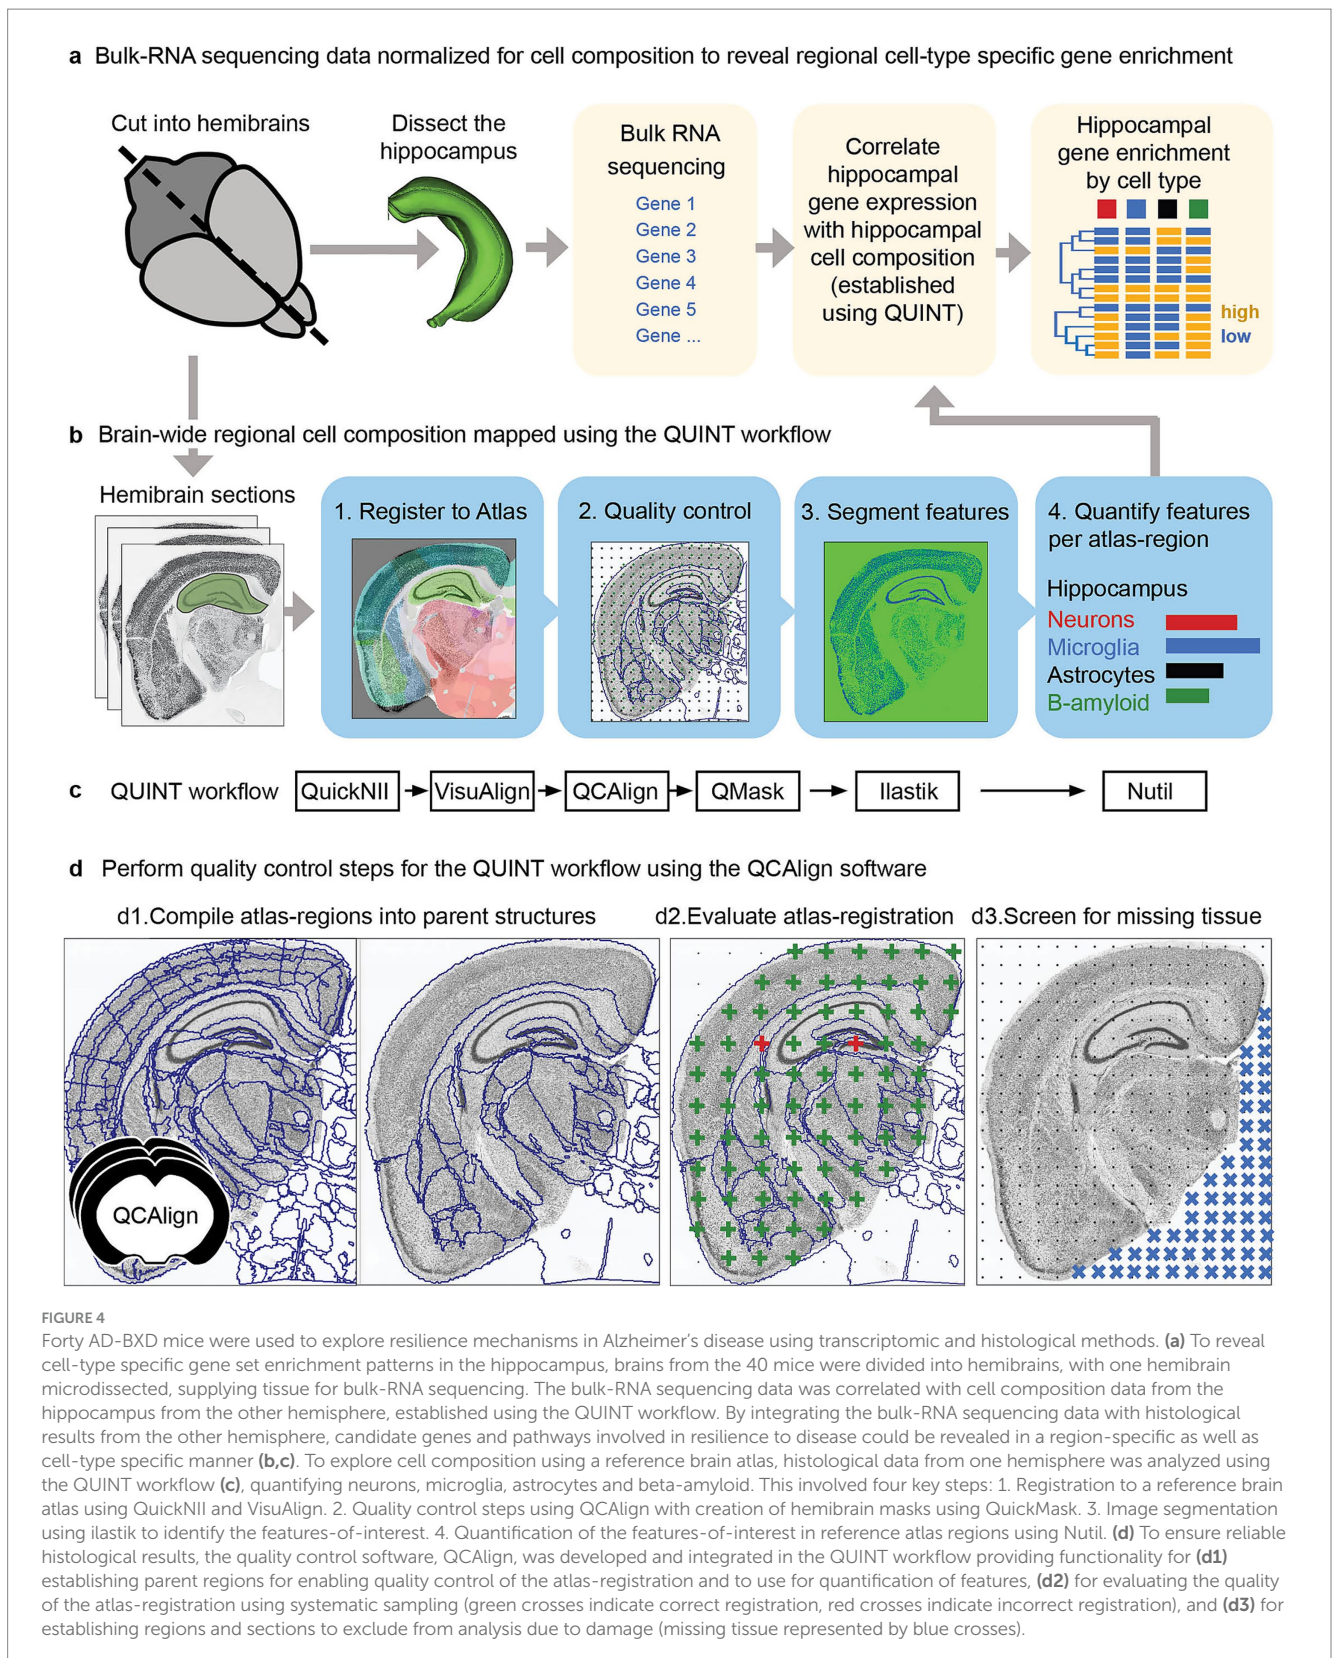 a Bulk-RNA sequencing data normalized for cell composition to reveal regional cell-type specific gene enrichment
Cut into hemibrains
Dissect the
hippocampus
Bulk RNA
sequencing
Gene 1
Gene 2
Gene 3
Gene 4
Gene 5
Gene ...
Correlate
hippocampal
gene expression
with hippocampal
cell composition
(established
using QUINT)
Hippocampal
gene enrichment
by cell type
high
low
b Brain-wide regional cell composition mapped using the QUINT workflow
Hemibrain sections
1. Register to Atlas
2. Quality control
3. Segment features
4. Quantify features
per atlas-region
Hippocampus
Neurons
Microglia
Astrocytes
B-amyloid
c QUINT workflow QuickNII VisuAlign QCAlign QMask Ilastik Nutil
d Perform quality control steps for the QUINT workflow using the QCAlign software
d1.Compile atlas-regions into parent structures
d2.Evaluate atlas-registration
d3.Screen for missing tissue
QCAlign
FIGURE 4
Forty AD-BXD mice were used to explore resilience mechanisms in Alzheimer's disease using transcriptomic and histological methods. (a) To reveal
cell-type specific gene set enrichment patterns in the hippocampus, brains from the 40 mice were divided into hemibrains, with one hemibrain
microdissected, supplying tissue for bulk-RNA sequencing. The bulk-RNA sequencing data was correlated with cell composition data from the
hippocampus from the other hemisphere, established using the QUINT workflow. By integrating the bulk-RNA sequencing data with histological
results from the other hemisphere, candidate genes and pathways involved in resilience to disease could be revealed in a region-specific as well as
cell-type specific manner (b,c). To explore cell composition using a reference brain atlas, histological data from one hemisphere was analyzed using
the QUINT workflow (c), quantifying neurons, microglia, astrocytes and beta-amyloid. This involved four key steps: 1. Registration to a reference brain
atlas using QuickNII and VisuAlign. 2. Quality control steps using QCAlign with creation of hemibrain masks using QuickMask. 3. Image segmentation
using ilastik to identify the features-of-interest. 4. Quantification of the features-of-interest in reference atlas regions using Nutil. (d) To ensure reliable
histological results, the quality control software, QCAlign, was developed and integrated in the QUINT workflow providing functionality for (d1)
establishing parent regions for enabling quality control of the atlas-registration and to use for quantification of features, (d2) for evaluating the quality
of the atlas-registration using systematic sampling (green crosses indicate correct registration, red crosses indicate incorrect registration), and (d3) for
establishing regions and sections to exclude from analysis due to damage (missing tissue represented by blue crosses).